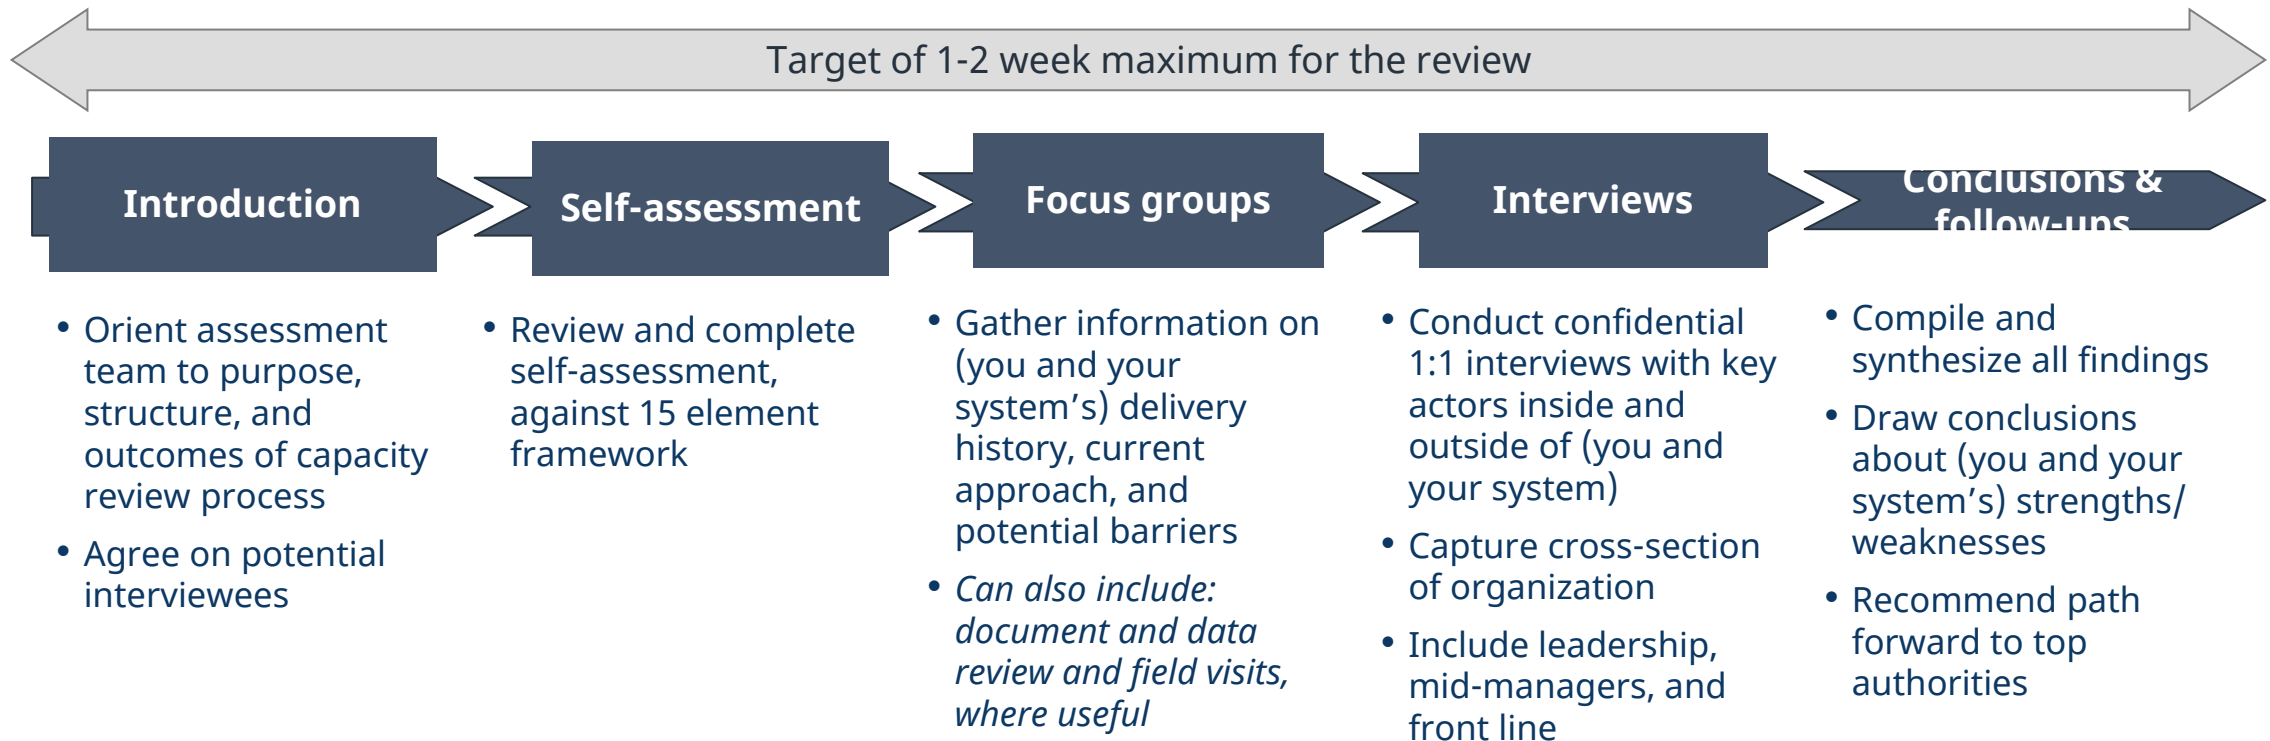 Target of 1-2 week maximum for the review
Introduction
Self-assessment
Focus groups
Interviews
Conclusions &
follow-ups
• Orient assessment
team to purpose,
structure, and
outcomes of capacity
review process
• Agree on potential
interviewees
• Review and complete
self-assessment,
against 15 element
framework
• Gather information on
(you and your
system’s) delivery
history, current
approach, and
potential barriers
• Can also include:
document and data
review and field visits,
where useful
• Conduct confidential
1:1 interviews with key
actors inside and
outside of (you and
your system)
• Capture cross-section
of organization
• Include leadership,
mid-managers, and
front line
• Compile and
synthesize all findings
• Draw conclusions
about (you and your
system’s) strengths/
weaknesses
• Recommend path
forward to top
authorities